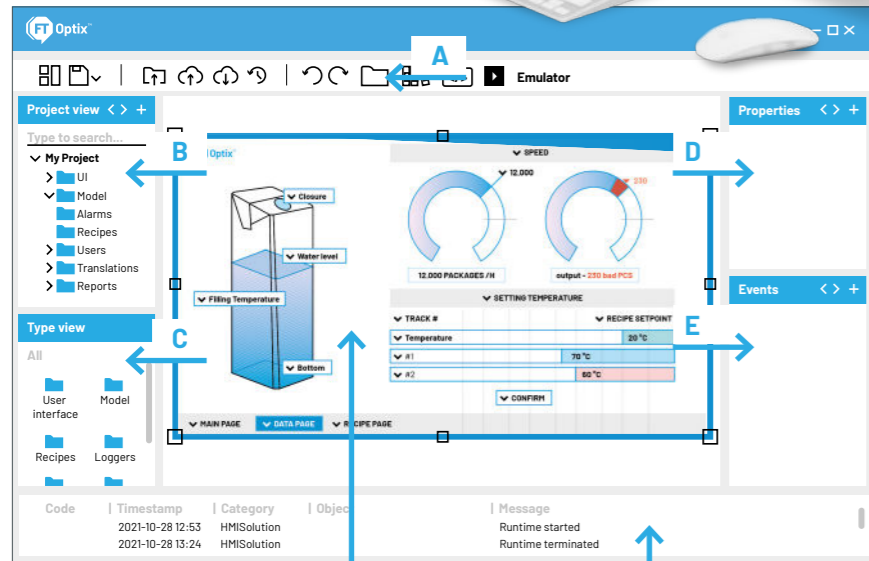 FT Optix™
A
Emulator
Project view < > +
Type to search...
My Project
UI
Model
Alarms
Recipes
Users
Translations
Reports
B
Type view
All
User interface
Model
Recipes
Loggers
C
Optix™
Closure
Water level
Filling Temperature
Bottom
SPEED
12,000
230
12,000 PACKAGES /H
output - 230 bad PCS
SETTING TEMPERATURE
TRACK #
RECIPE SETPOINT
Temperature
20 °C
#1
70 °C
#2
60 °C
CONFIRM
MAIN PAGE
DATA PAGE
RECIPE PAGE
D
Properties < > +
E
Events < > +
Code | Timestamp | Category | Object | Message
2021-10-28 12:53 HMISolution Runtime started
2021-10-28 13:24 HMISolution Runtime terminated